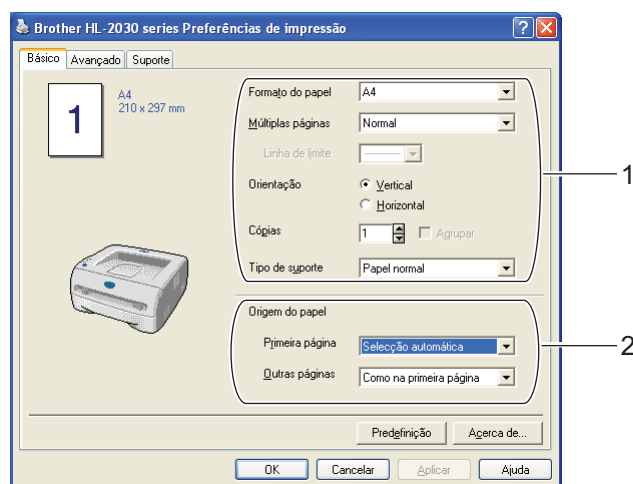 Brother HL-2030 series Preferências de impressão
Básico Avançado Suporte
1
A4
210 x 297 mm
Formato do papel A4
Múltiplas páginas Normal
Linha de limite
Orientação Vertical
Horizontal
Cópias 1 Agrupar
Tipo de suporte Papel normal
1
Origem do papel
Primeira página Selecção automática
Outras páginas Como na primeira página
2
Predefinição Acerca de...
OK Cancelar Aplicar Ajuda